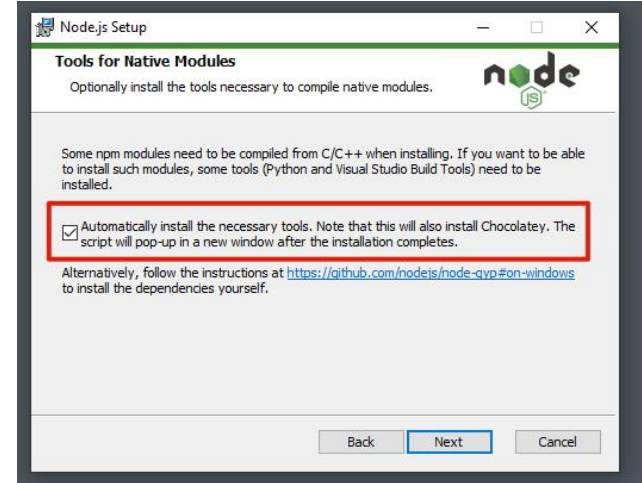 Node.js Setup
Tools for Native Modules
Optionally install the tools necessary to compile native modules.
node
JS
Some npm modules need to be compiled from C/C++ when installing. If you want to be able
to install such modules, some tools (Python and Visual Studio Build Tools) need to be
installed.
Automatically install the necessary tools. Note that this will also install Chocolatey. The
script will pop-up in a new window after the installation completes.
Alternatively, follow the instructions at https://github.com/nodejs/node-gyp#on-windows
to install the dependencies yourself.
Back Next Cancel